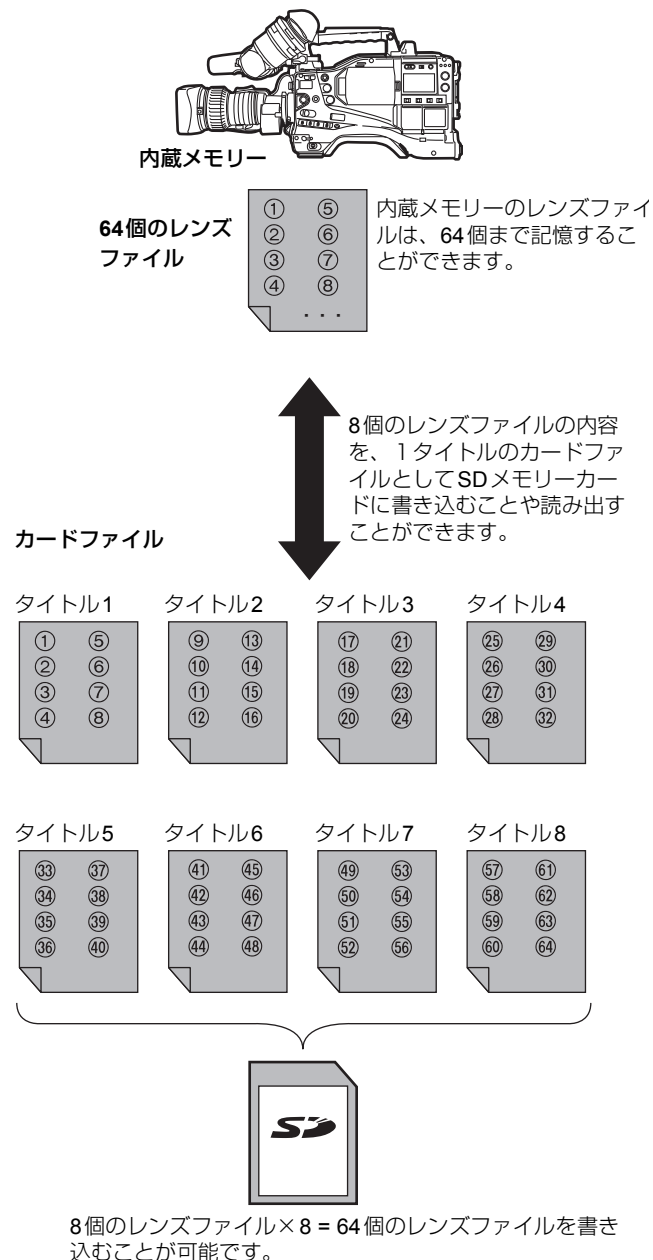 内蔵メモリー
64個のレンズ
ファイル
① ⑤
② ⑥
③ ⑦
④ ⑧
・・・
内蔵メモリーのレンズファイ
ルは、64個まで記憶するこ
とができます。
8個のレンズファイルの内容
を、1タイトルのカードファ
イルとしてSDメモリーカー
ドに書き込むことや読み出す
ことができます。
カードファイル
タイトル1 タイトル2 タイトル3 タイトル4
① ⑤ ⑨ ⑬ ⑰ ㉑ ㉕ ㉙
② ⑥ ⑩ ⑭ ⑱ ㉒ ㉖ ㉚
③ ⑦ ⑪ ⑮ ⑲ ㉓ ㉗ ㉛
④ ⑧ ⑫ ⑯ ⑳ ㉔ ㉘ ㉜
タイトル5 タイトル6 タイトル7 タイトル8
㉝ ㊲ ㊶ ㊺ ㊾ 53 57 61
㉞ ㊳ ㊷ ㊻ ㊿ 54 58 62
㉟ ㊴ ㊸ ㊼ 51 55 59 63
㊱ ㊵ ㊹ ㊽ 52 56 60 64
SD
8個のレンズファイル×8 = 64個のレンズファイルを書き
込むことが可能です。